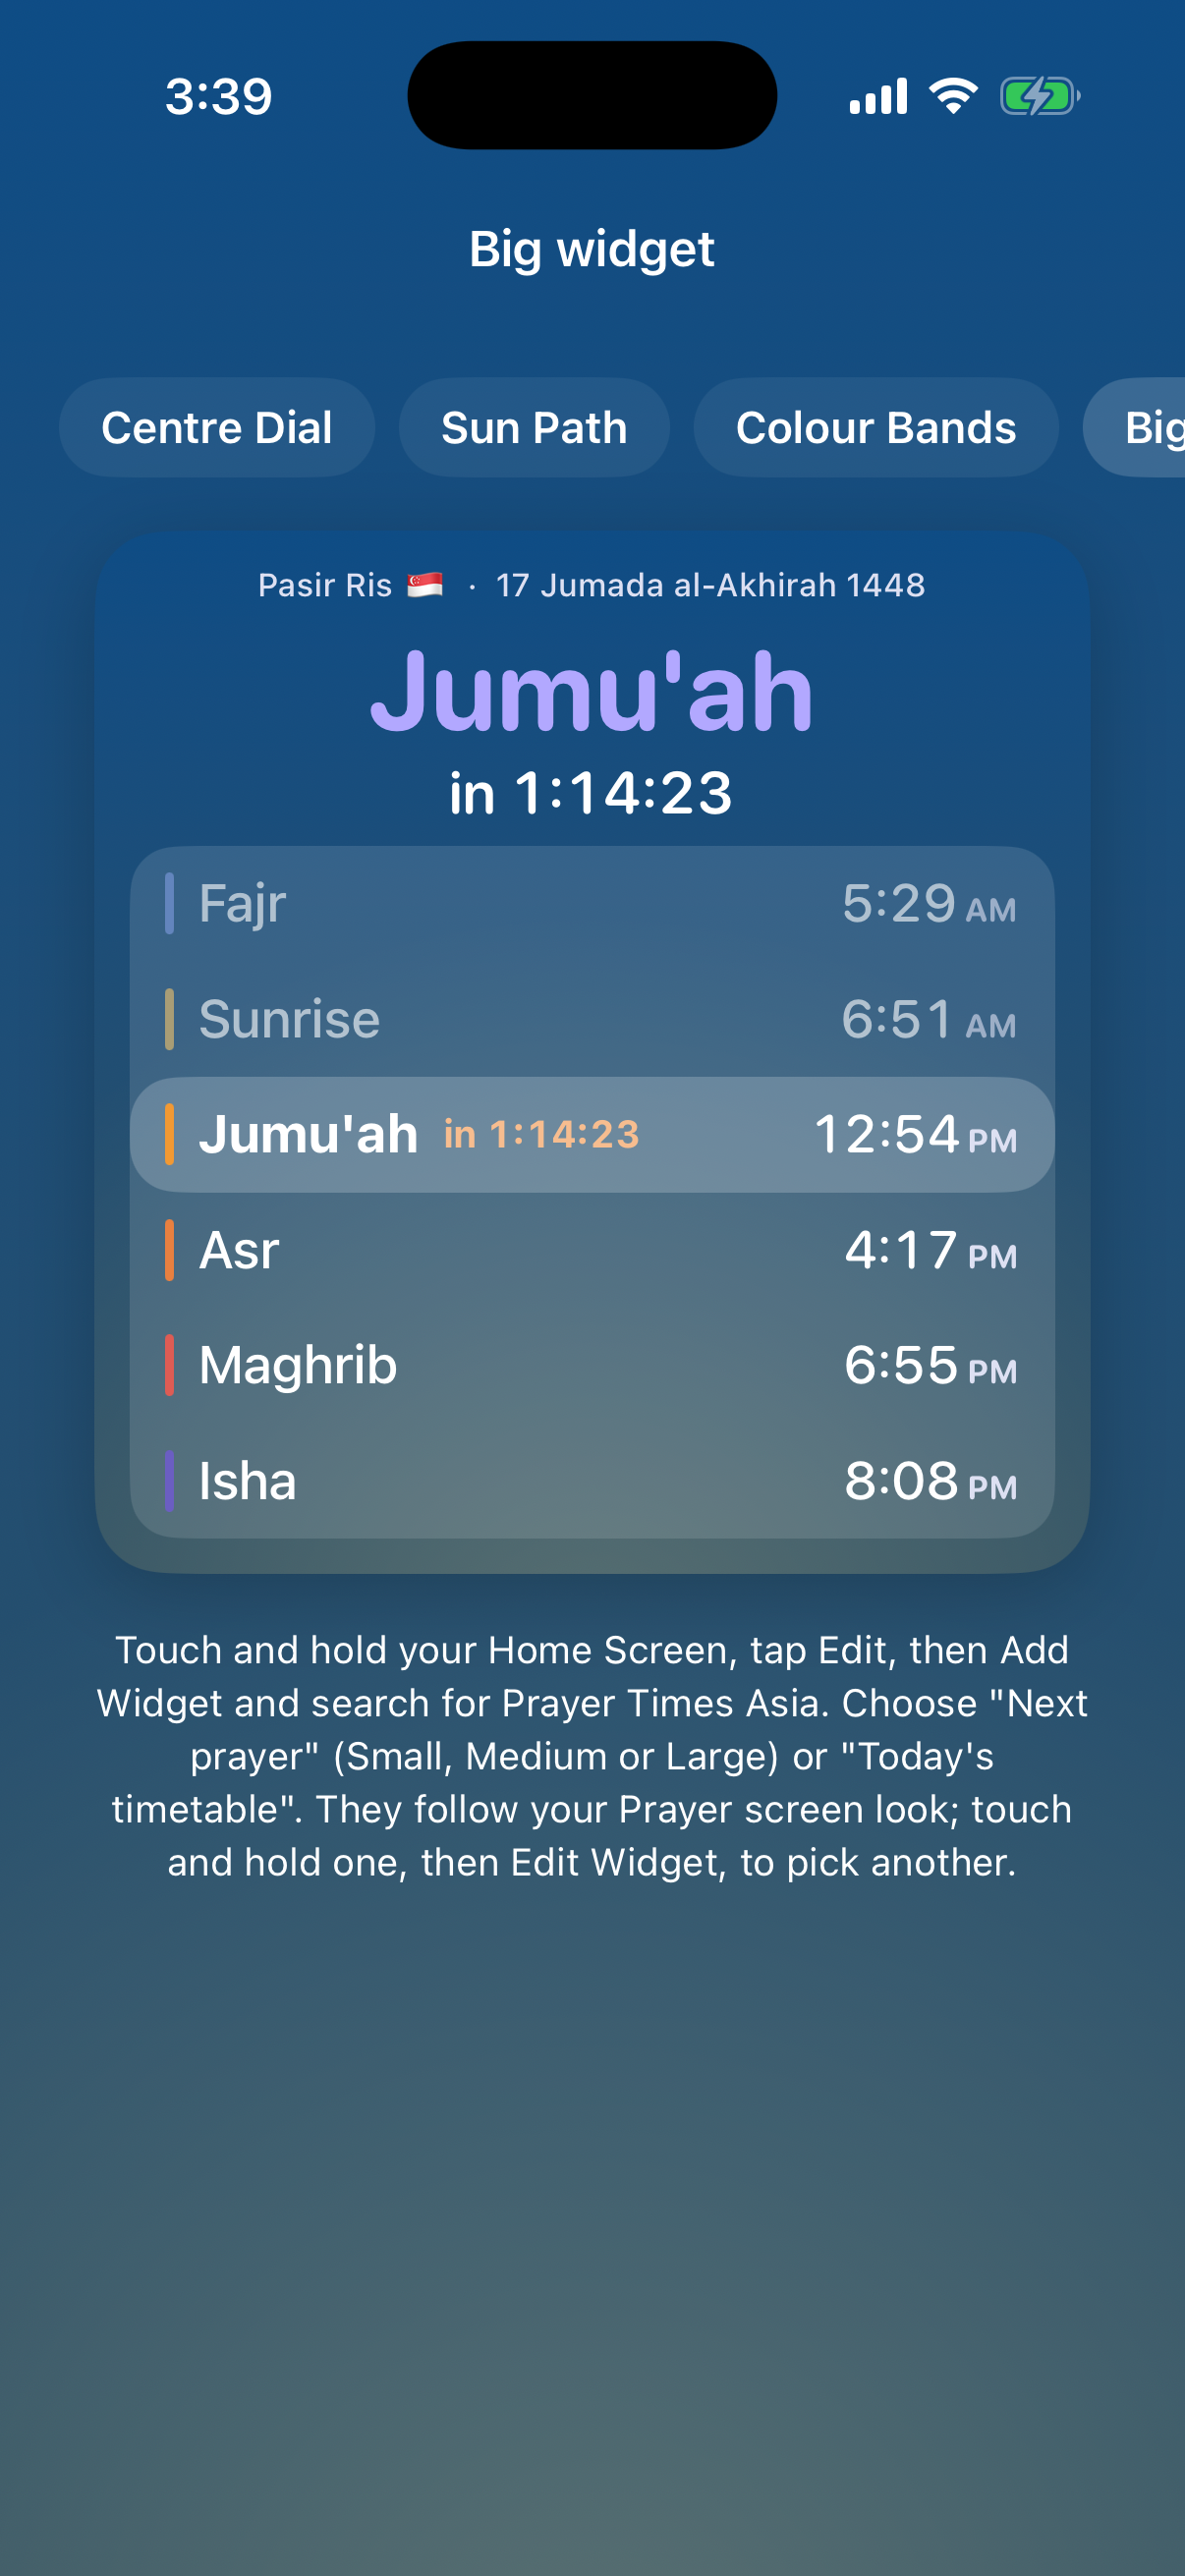 3:39
Big widget
Centre Dial
Sun Path
Colour Bands
Big
Pasir Ris 🇸🇬 · 17 Jumada al-Akhirah 1448
Jumu'ah
in 1:14:23
Fajr 5:29 AM
Sunrise 6:51 AM
Jumu'ah in 1:14:23 12:54 PM
Asr 4:17 PM
Maghrib 6:55 PM
Isha 8:08 PM
Touch and hold your Home Screen, tap Edit, then Add
Widget and search for Prayer Times Asia. Choose "Next
prayer" (Small, Medium or Large) or "Today's
timetable". They follow your Prayer screen look; touch
and hold one, then Edit Widget, to pick another.